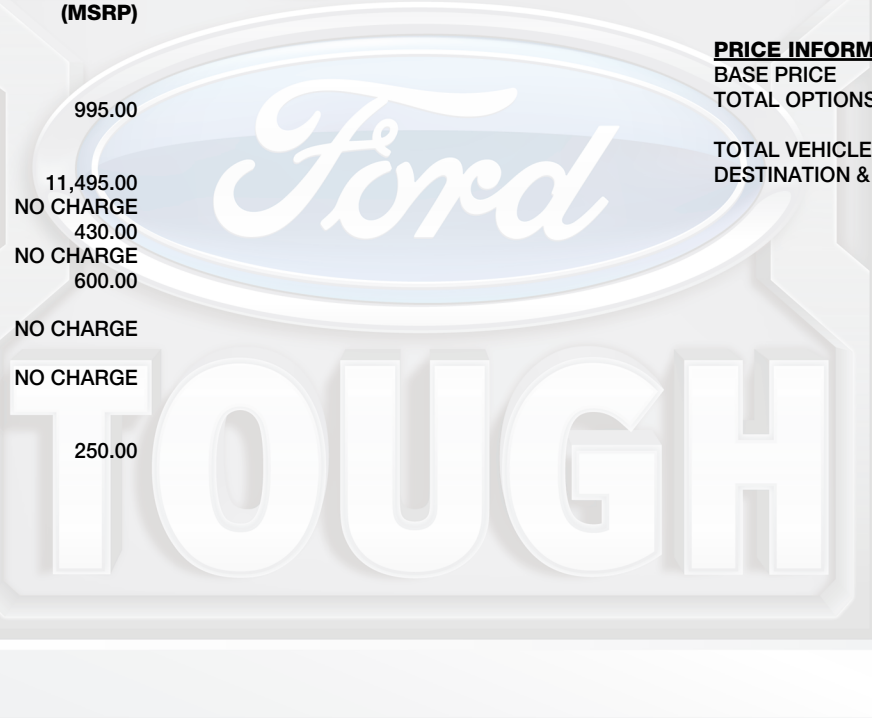 (MSRP)
995.00
11,495.00
NO CHARGE
430.00
NO CHARGE
600.00
NO CHARGE
NO CHARGE
250.00
PRICE INFORM
BASE PRICE
TOTAL OPTIONS
TOTAL VEHICLE
DESTINATION &
Ford
TOUGH